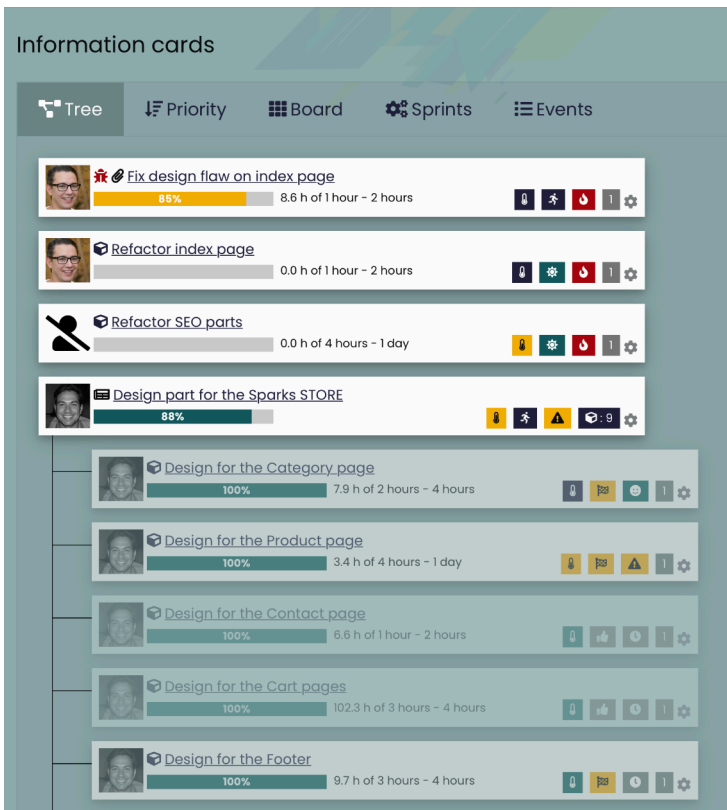 Information cards
Tree Priority Board Sprints Events
Fix design flaw on index page
85% 8.6 h of 1 hour - 2 hours 1
Refactor index page
0.0 h of 1 hour - 2 hours 1
Refactor SEO parts
0.0 h of 4 hours - 1 day 1
Design part for the Sparks STORE
88% : 9
Design for the Category page
100% 7.9 h of 2 hours - 4 hours 1
Design for the Product page
100% 3.4 h of 4 hours - 1 day 1
Design for the Contact page
100% 6.6 h of 1 hour - 2 hours 1
Design for the Cart pages
100% 102.3 h of 3 hours - 4 hours 1
Design for the Footer
100% 9.7 h of 3 hours - 4 hours 1